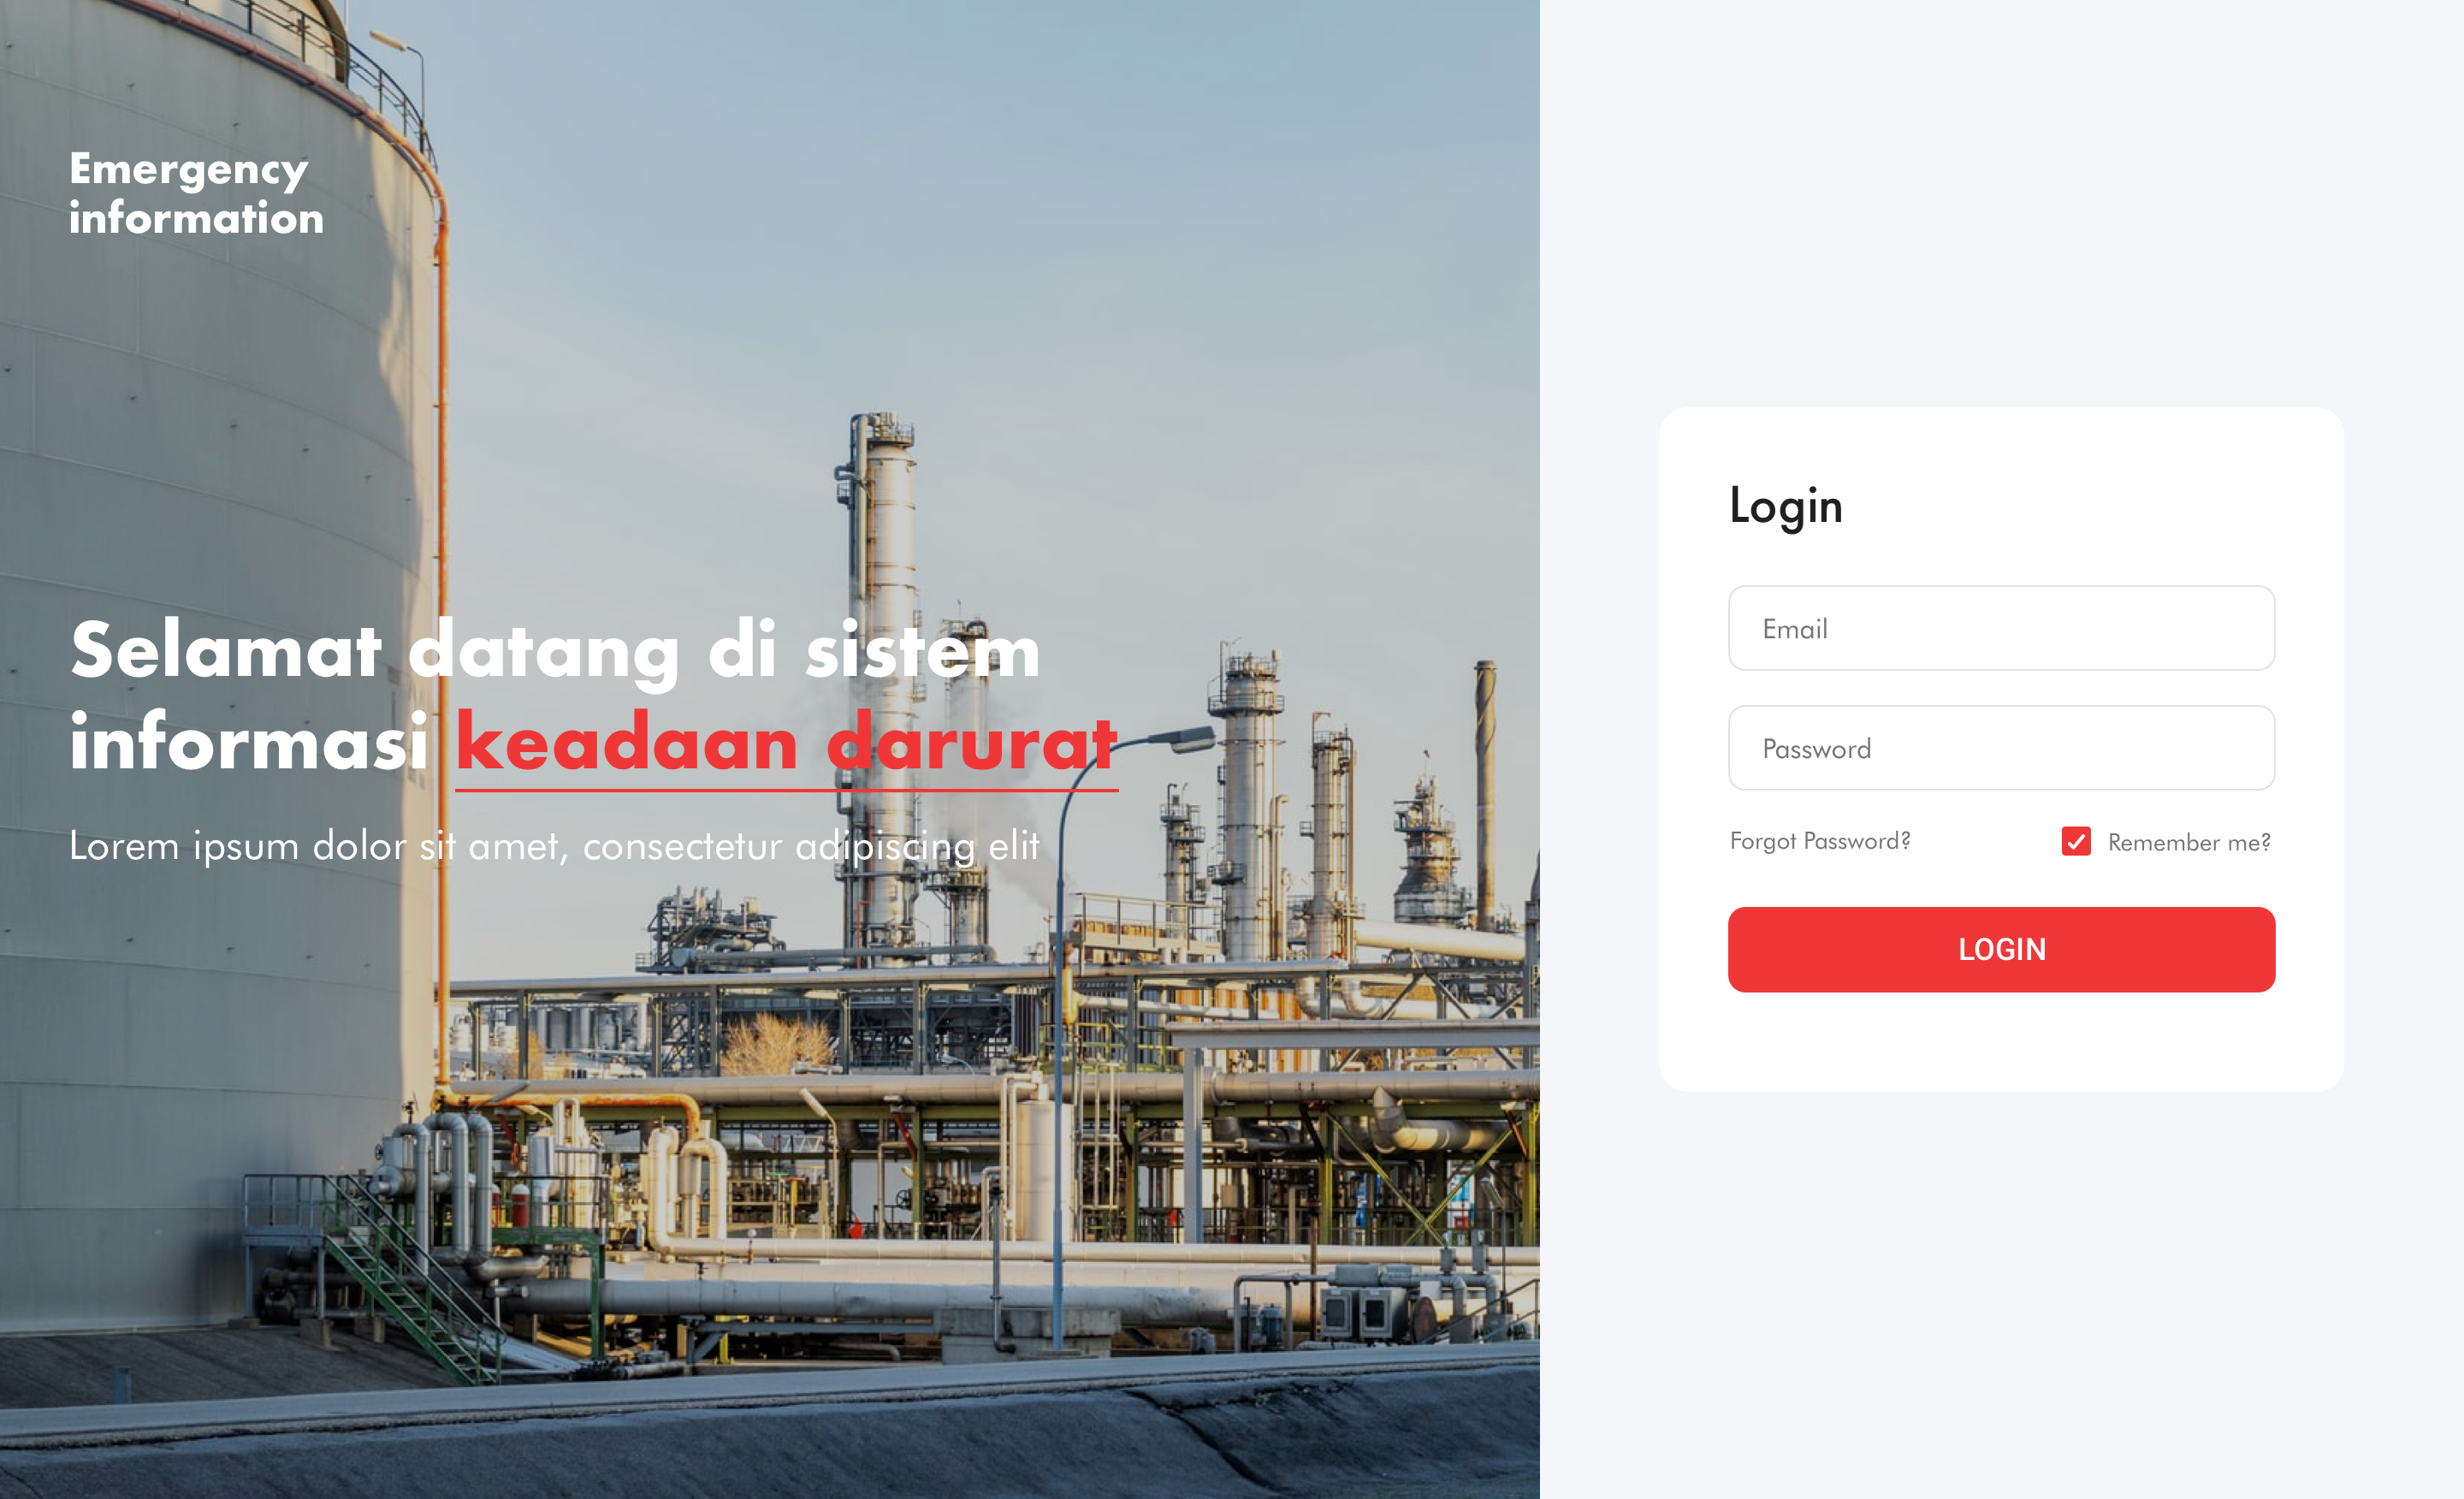 Emergency
information
Selamat datang di sistem
informasi keadaan darurat
Lorem ipsum dolor sit amet, consectetur adipiscing elit
Login
Email
Password
Forgot Password?
Remember me?
LOGIN